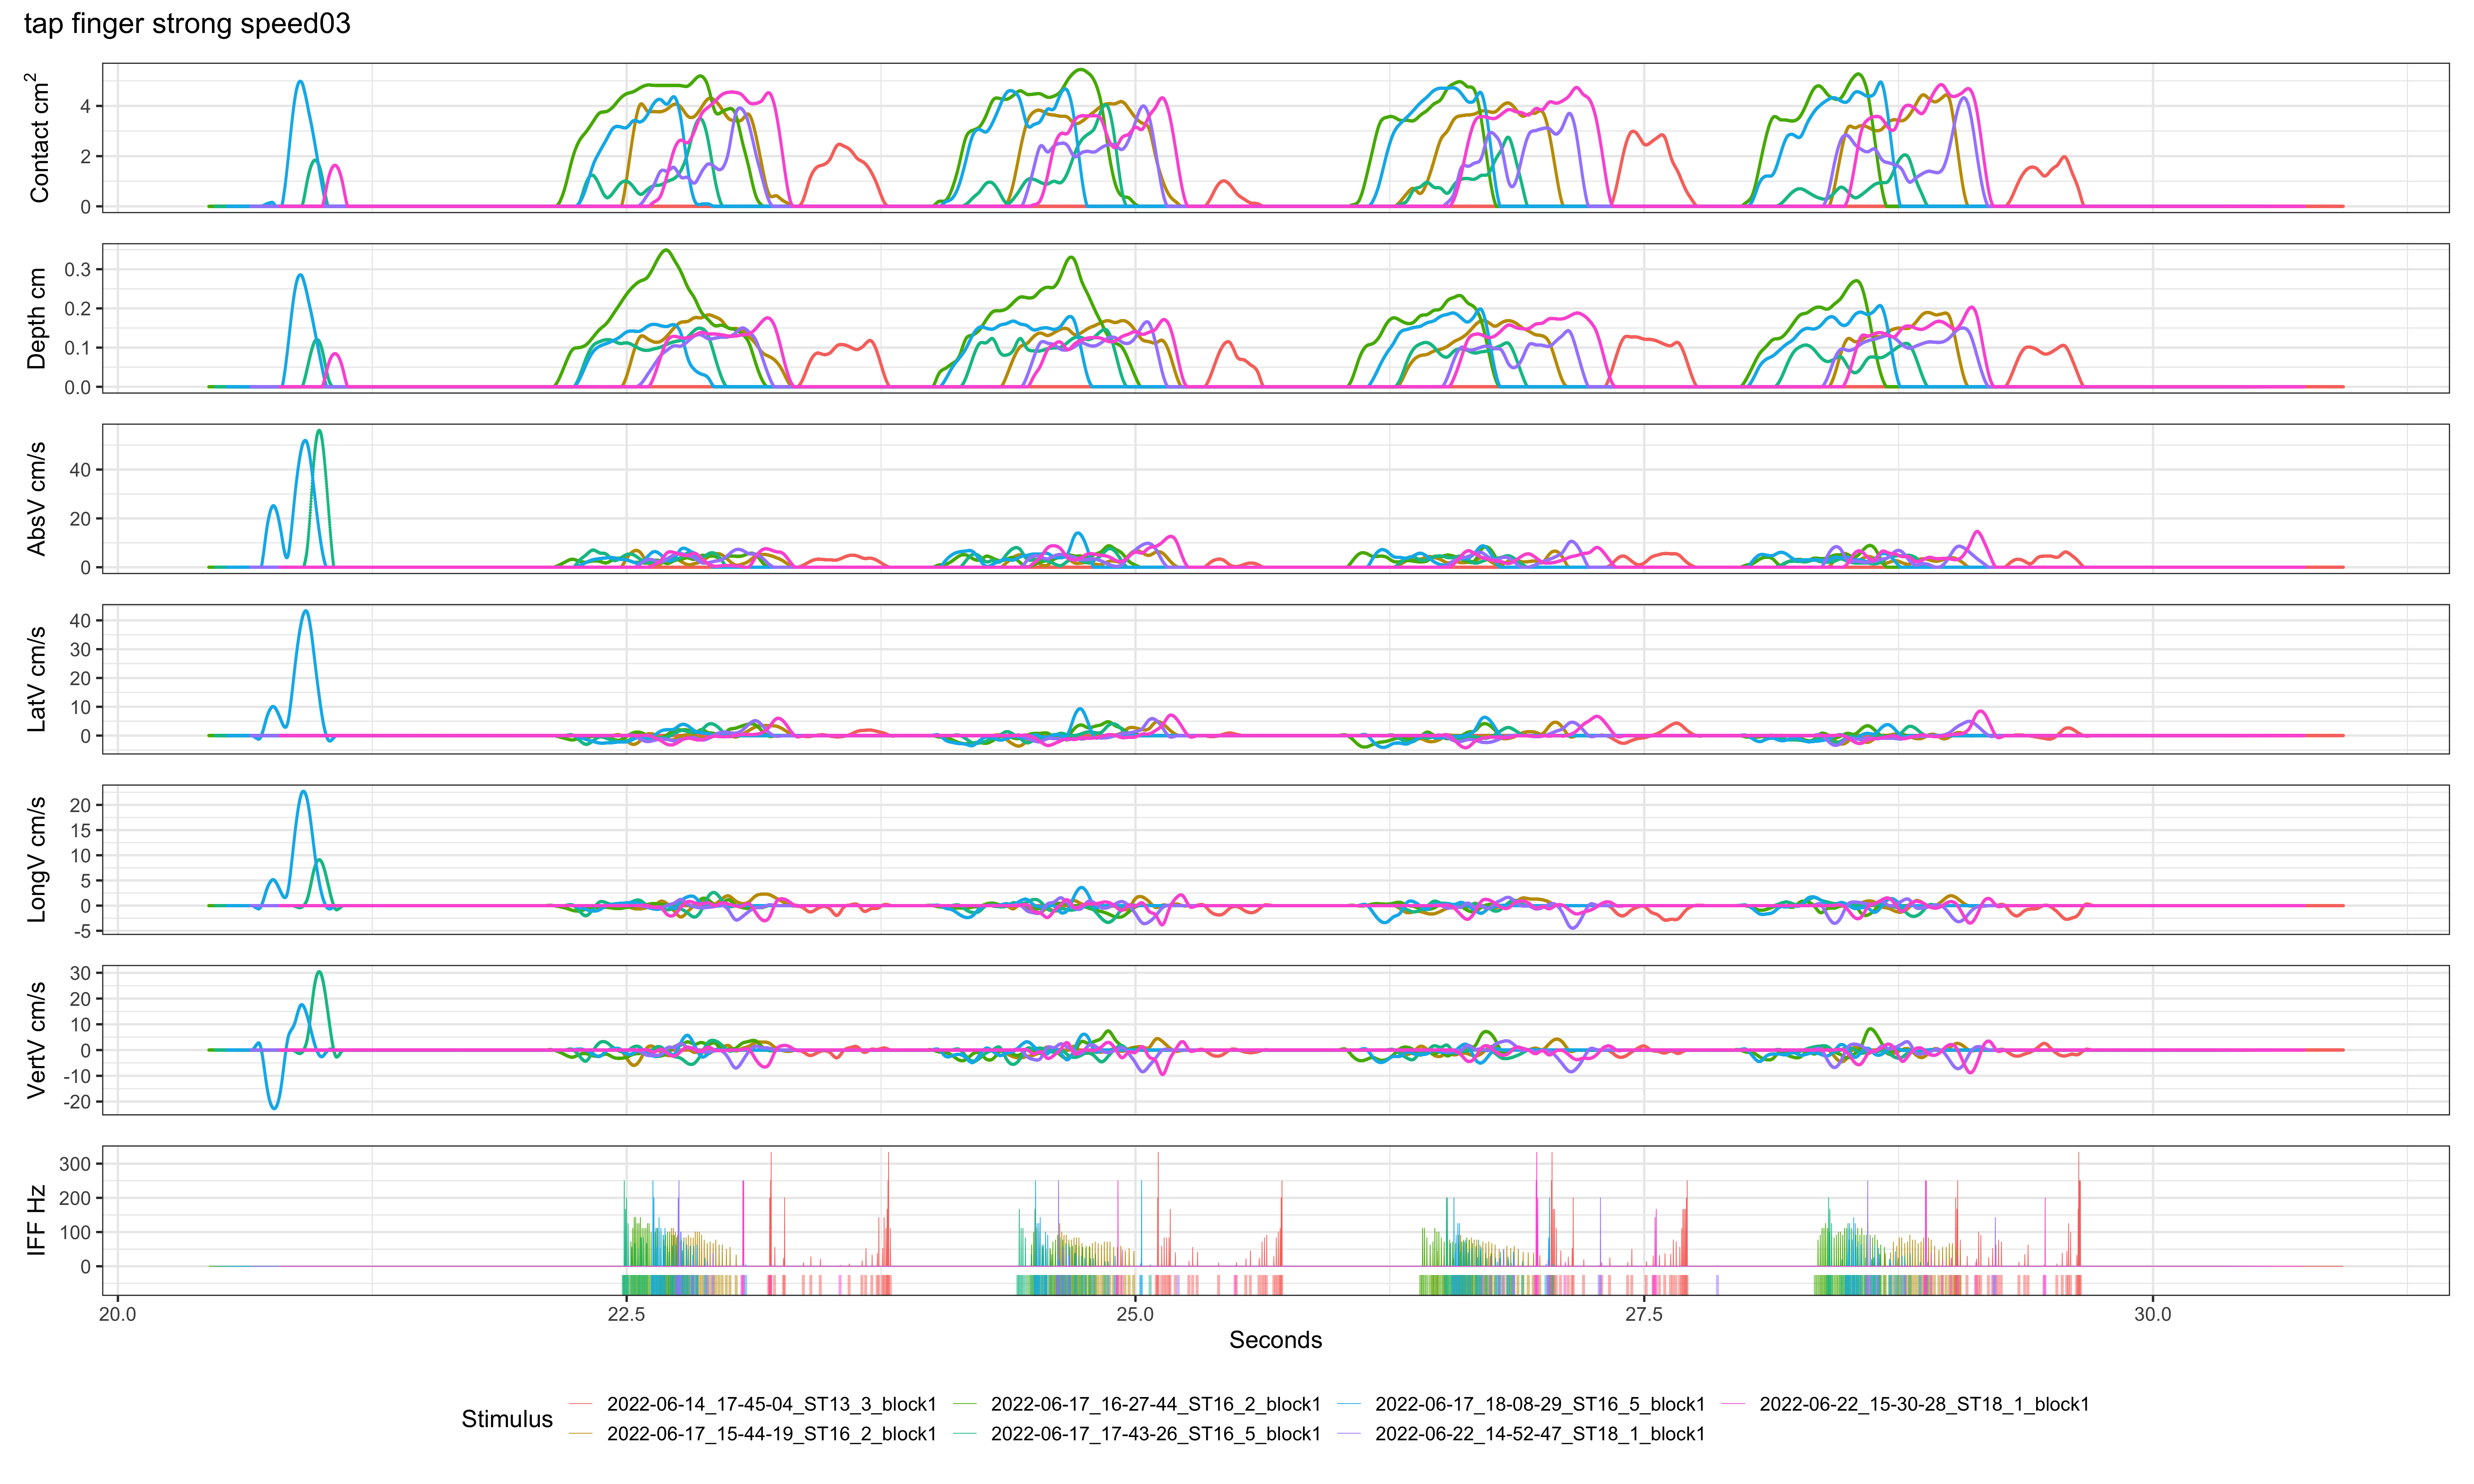 tap finger strong speed03
Contact cm²
4
2
0
Depth cm
0.3
0.2
0.1
0.0
AbsV cm/s
40
20
0
LatV cm/s
40
30
20
10
0
LongV cm/s
20
15
10
5
0
-5
VertV cm/s
30
20
10
0
-10
-20
IFF Hz
300
200
100
0
20.0 22.5 25.0 27.5 30.0
Seconds
Stimulus
2022-06-14_17-45-04_ST13_3_block1 2022-06-17_16-27-44_ST16_2_block1 2022-06-17_18-08-29_ST16_5_block1 2022-06-22_15-30-28_ST18_1_block1
2022-06-17_15-44-19_ST16_2_block1 2022-06-17_17-43-26_ST16_5_block1 2022-06-22_14-52-47_ST18_1_block1